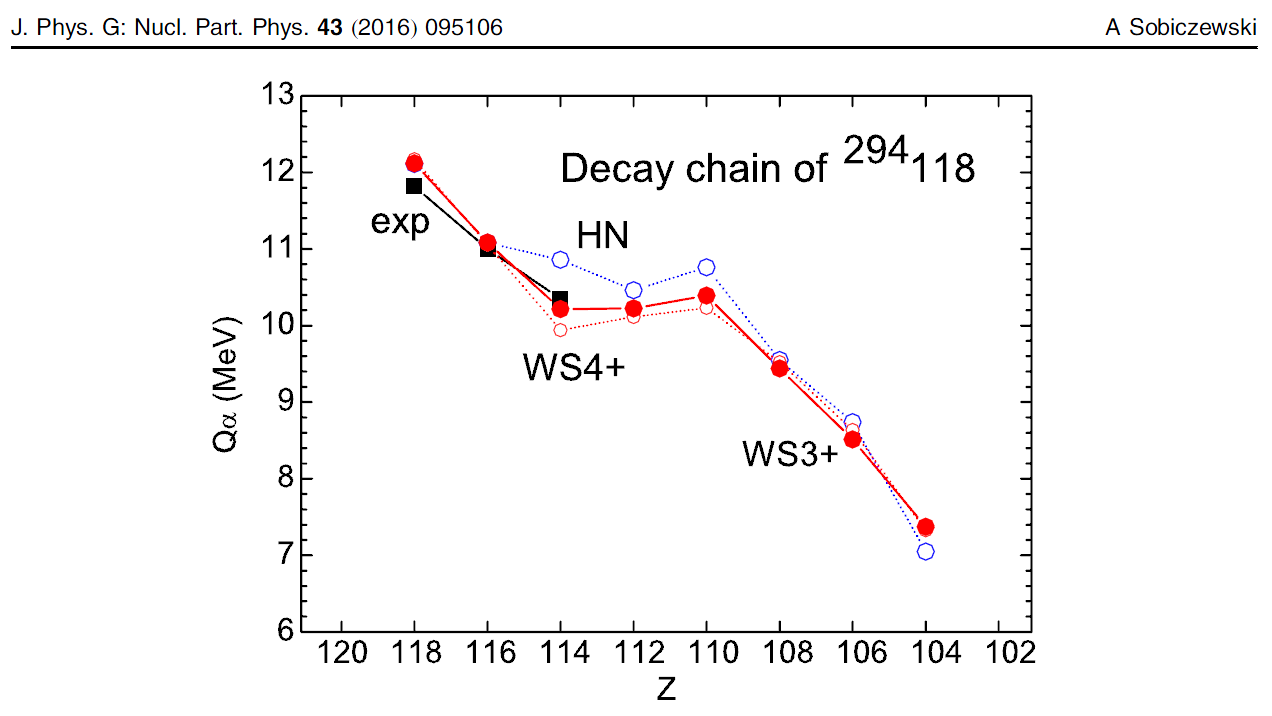 J. Phys. G: Nucl. Part. Phys. 43 (2016) 095106
A Sobiczewski
13
12
11
10
9
8
7
6
Qα (MeV)
Decay chain of ²⁹⁴118
exp
HN
WS4+
WS3+
120 118 116 114 112 110 108 106 104 102
Z